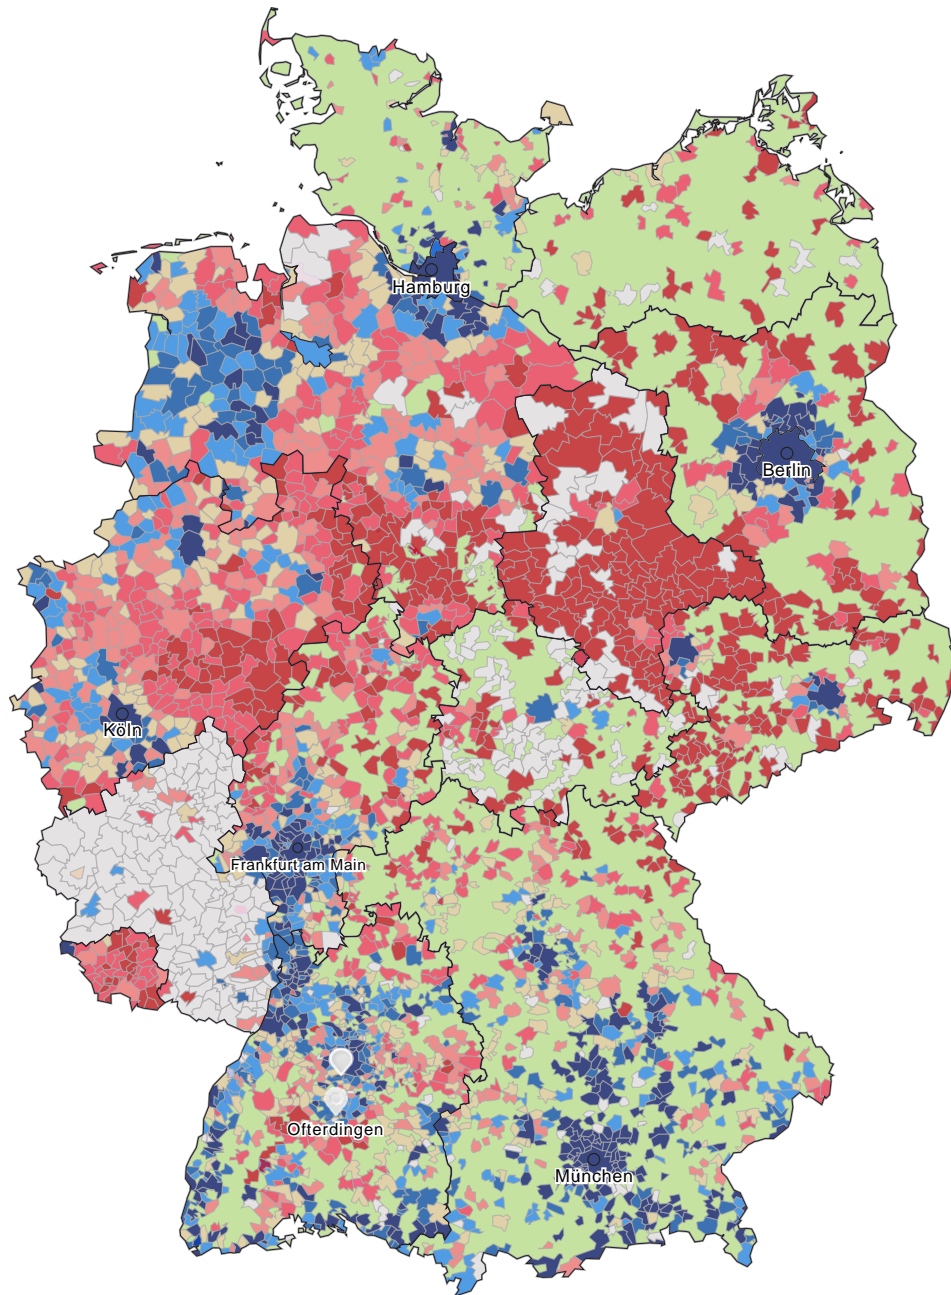 Hamburg
Berlin
Köln
Frankfurt am Main
Ofterdingen
München